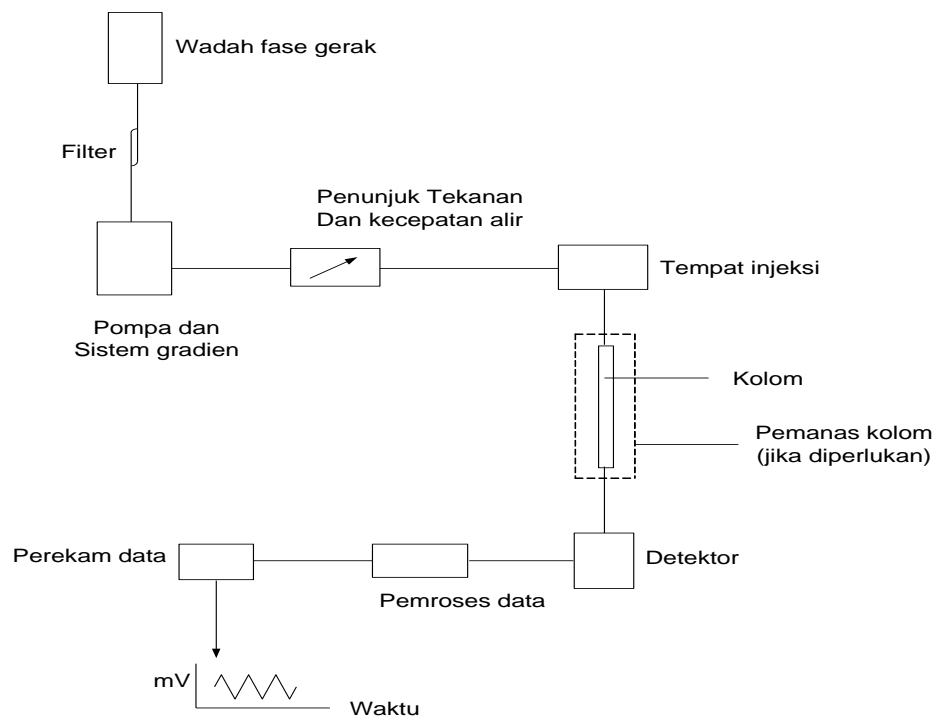 Wadah fase gerak
Filter
Penunjuk Tekanan
Dan kecepatan alir
Tempat injeksi
Pompa dan
Sistem gradien
Kolom
Pemanas kolom
(jika diperlukan)
Perekam data
Detektor
Pemroses data
mV
Waktu